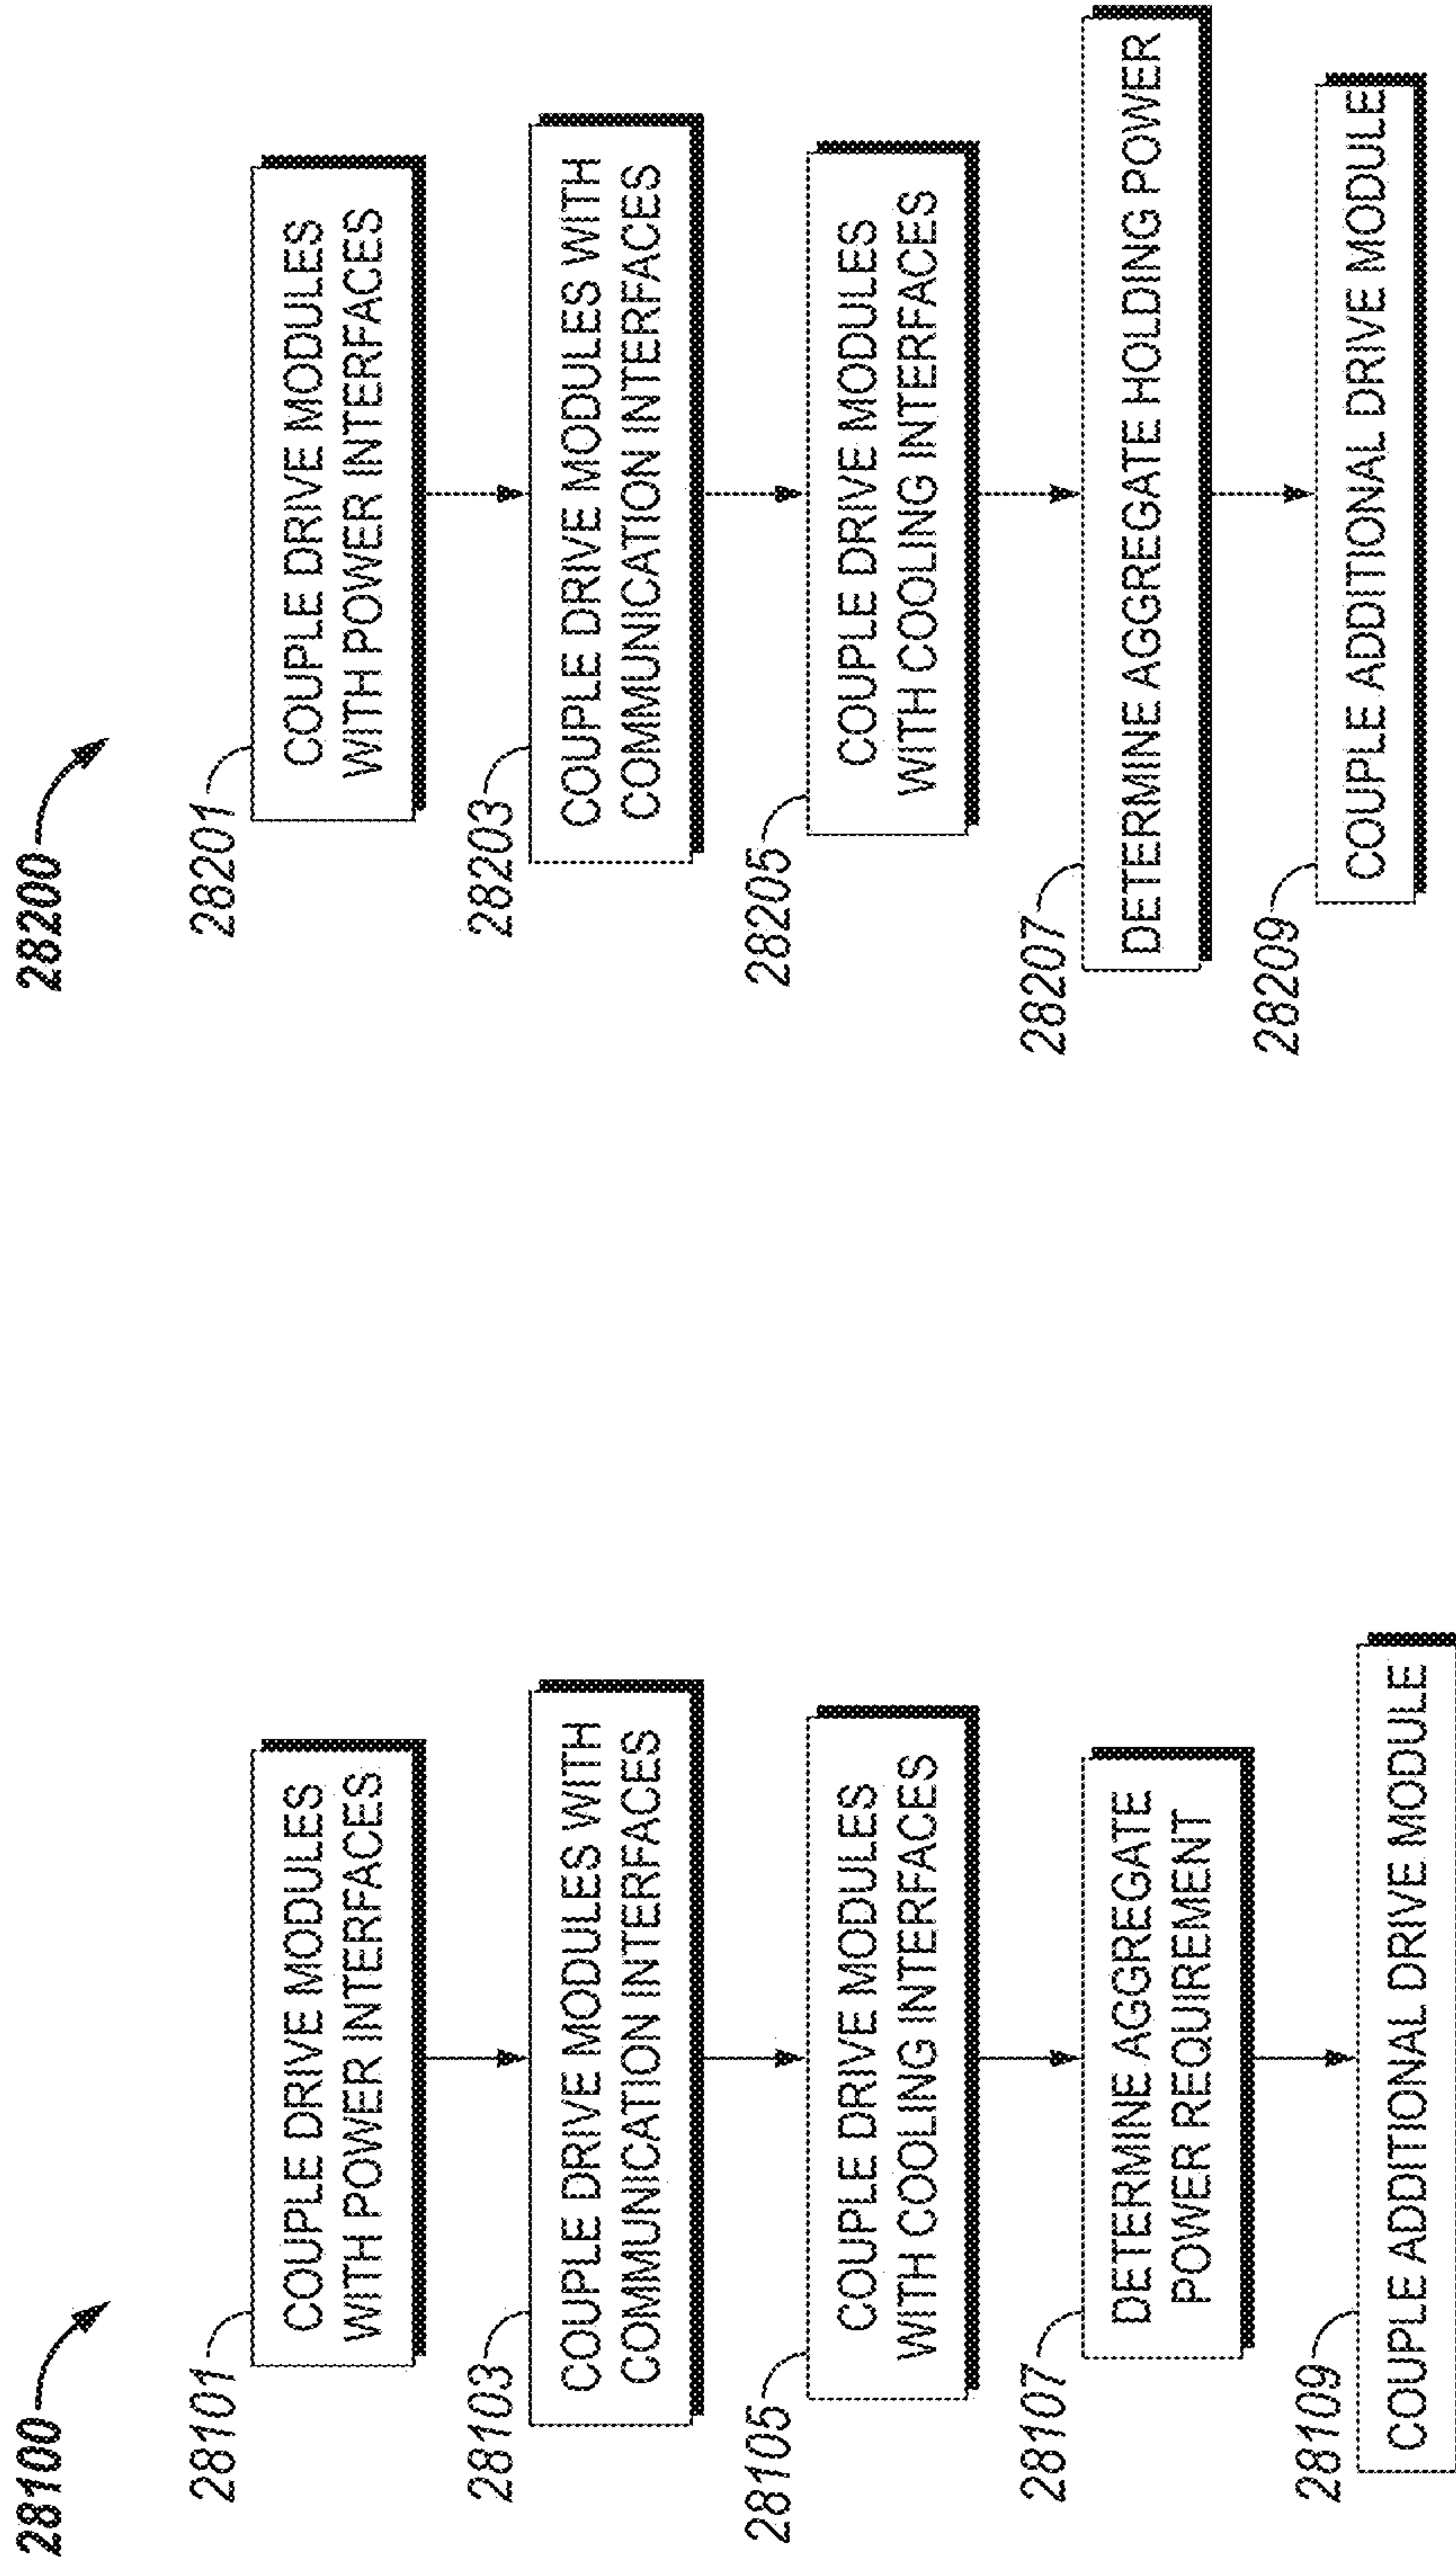 28100
28101
COUPLE DRIVE MODULES
WITH POWER INTERFACES
28103
COUPLE DRIVE MODULES WITH
COMMUNICATION INTERFACES
28105
COUPLE DRIVE MODULES
WITH COOLING INTERFACES
28107
DETERMINE AGGREGATE
POWER REQUIREMENT
28109
COUPLE ADDITIONAL DRIVE MODULE
28200
28201
COUPLE DRIVE MODULES
WITH POWER INTERFACES
28203
COUPLE DRIVE MODULES WITH
COMMUNICATION INTERFACES
28205
COUPLE DRIVE MODULES
WITH COOLING INTERFACES
28207
DETERMINE AGGREGATE HOLDING POWER
28209
COUPLE ADDITIONAL DRIVE MODULE